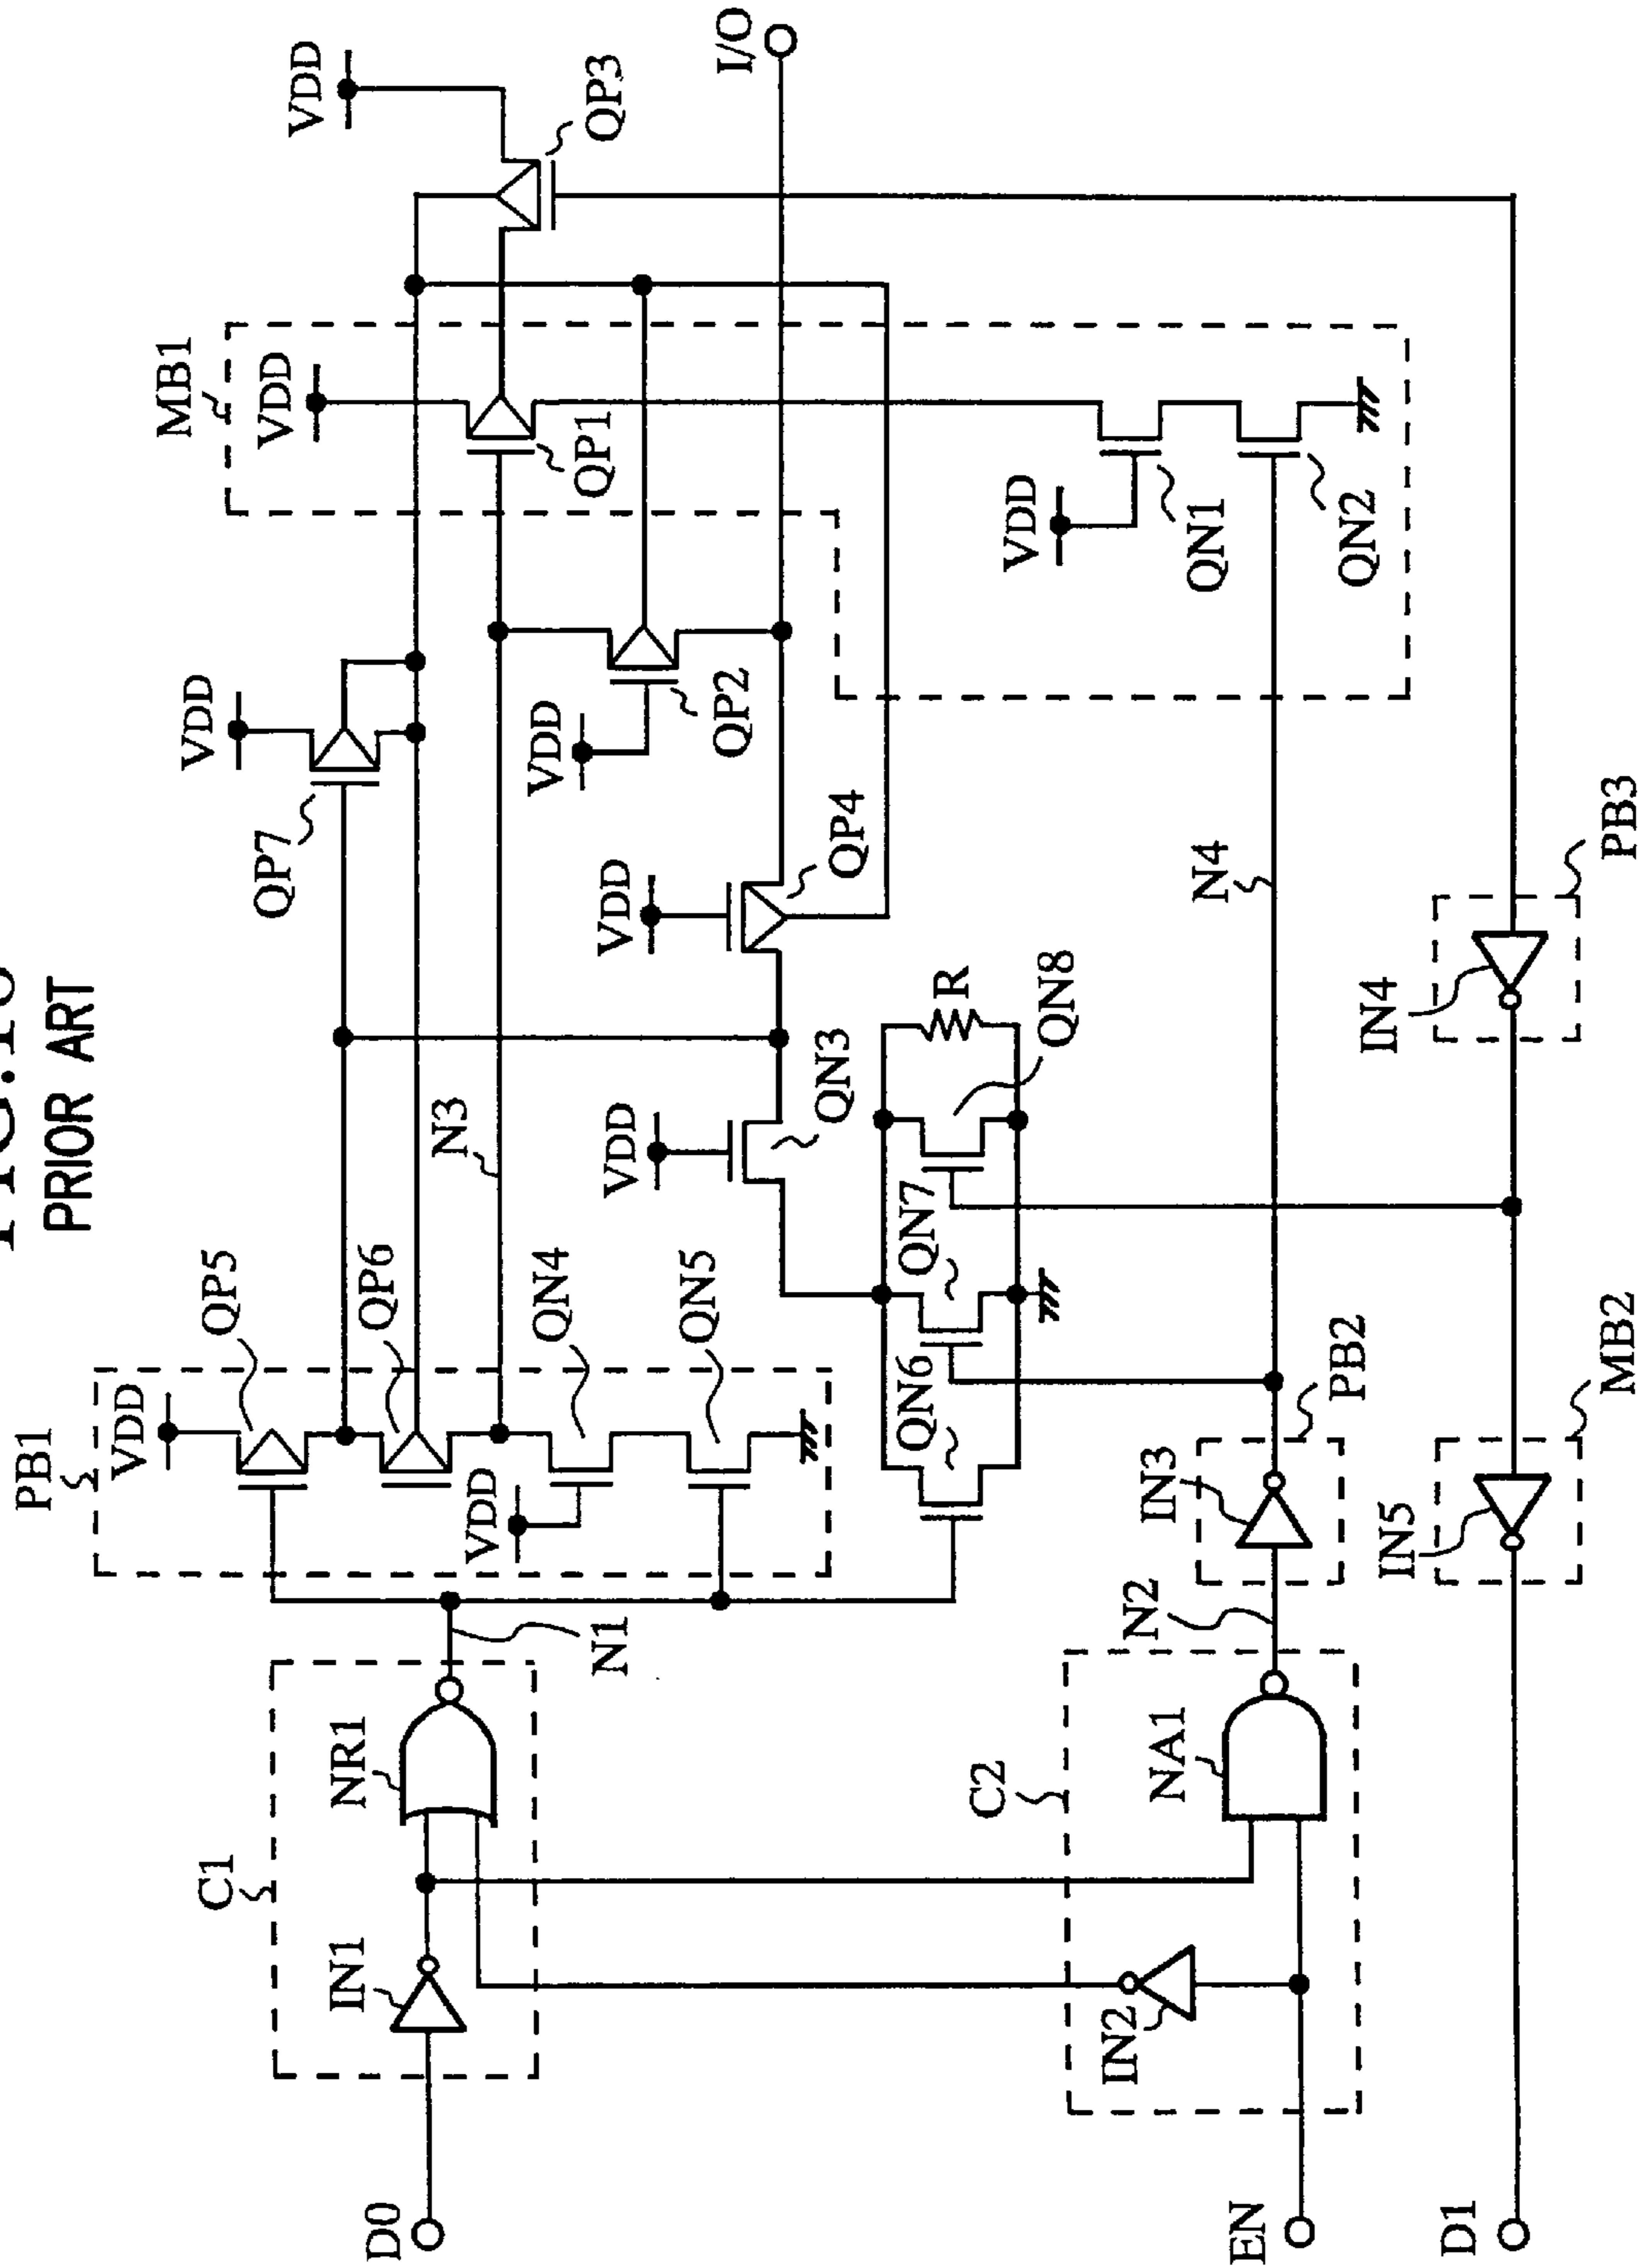 PRIOR ART
PB1
VDD
MB1
C1
QP5
VDD
VDD
VDD
IN1
NR1
QP7
D0
QP6
N3
VDD
QN4
VDD
QP1
QP3
VDD
N1
VDD
VDD
QN5
QP2
I/O
QN3
QP4
QN6
QN7
R
C2
VDD
QN8
IN2
NA1
N2
IN3
N4
QN1
EN
PB2
QN2
IN5
IN4
D1
MB2
PB3